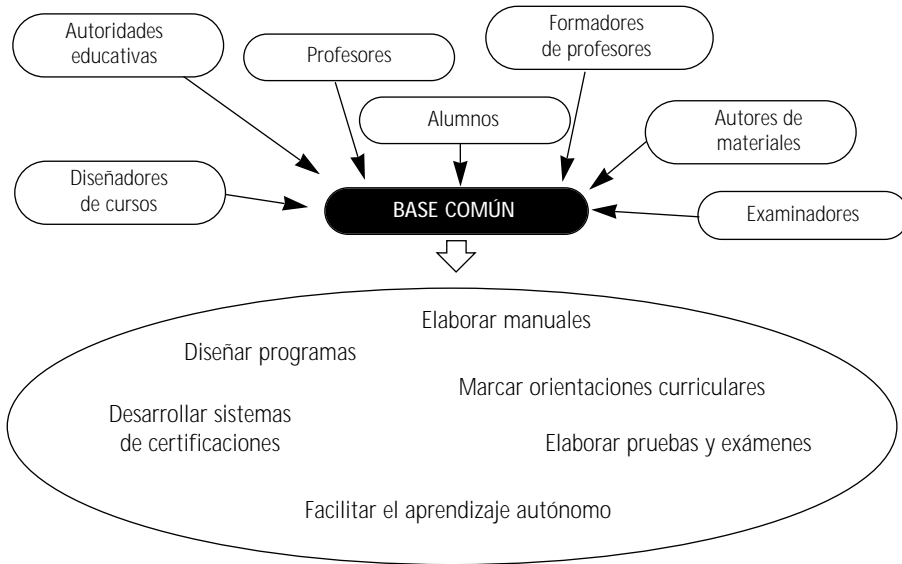 Autoridades
educativas
Profesores
Formadores
de profesores
Alumnos
Autores de
materiales
Diseñadores
de cursos
BASE COMÚN
Examinadores
Elaborar manuales
Diseñar programas
Marcar orientaciones curriculares
Desarrollar sistemas
de certificaciones
Elaborar pruebas y exámenes
Facilitar el aprendizaje autónomo